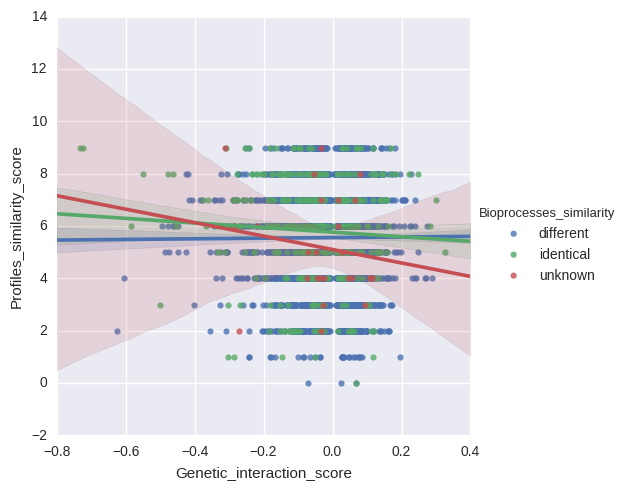 14
12
10
8
6
4
2
0
−2
Profiles_similarity_score
−0.8 −0.6 −0.4 −0.2 0.0 0.2 0.4
Genetic_interaction_score
Bioprocesses_similarity
different
identical
unknown